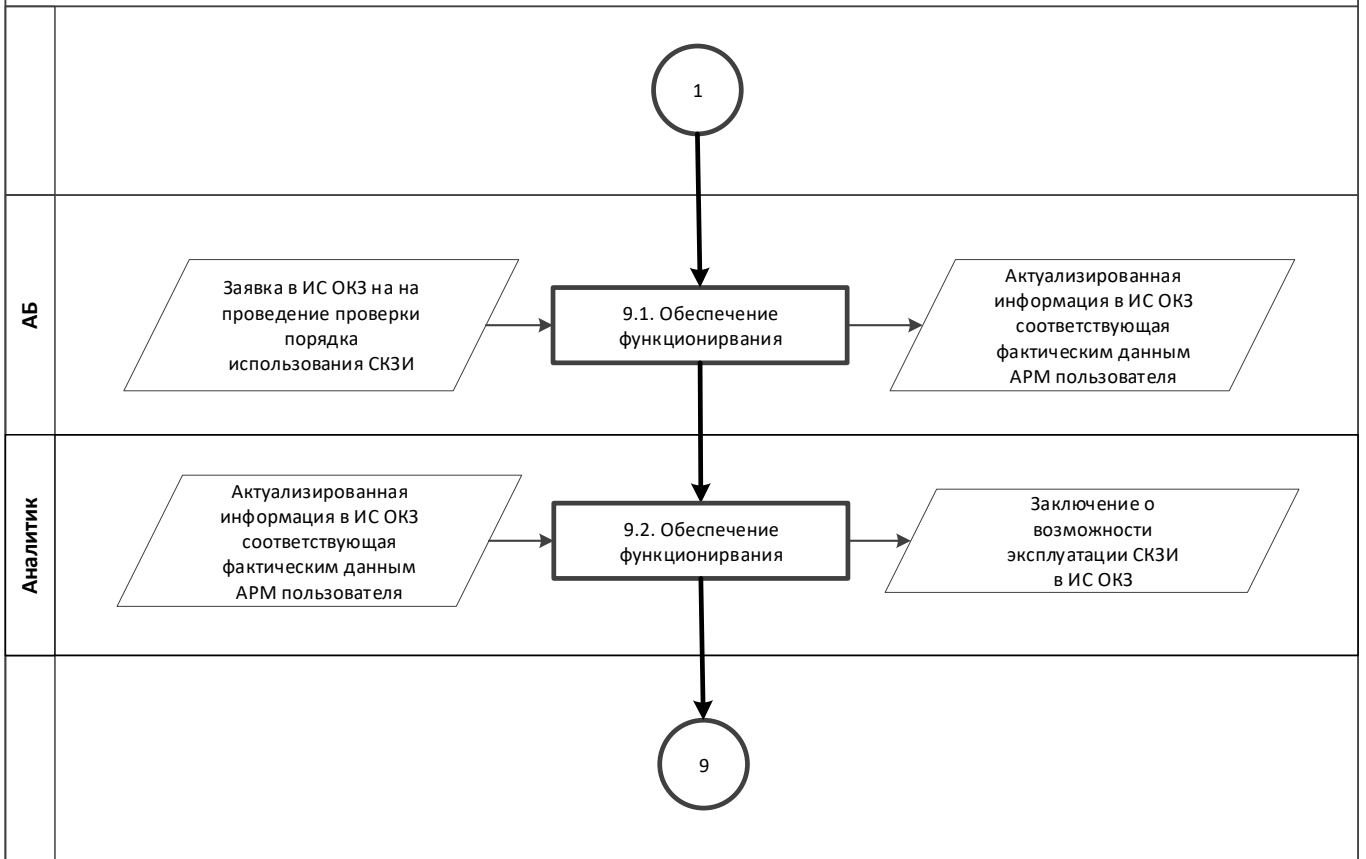 1
АБ
Заявка в ИС ОКЗ на на
проведение проверки
порядка
использования СКЗИ
9.1. Обеспечение
функционирвания
Актуализированная
информация в ИС ОКЗ
соответствующая
фактическим данным
АРМ пользователя
Аналитик
Актуализированная
информация в ИС ОКЗ
соответствующая
фактическим данным
АРМ пользователя
9.2. Обеспечение
функционирвания
Заключение о
возможности
эксплуатации СКЗИ
в ИС ОКЗ
9